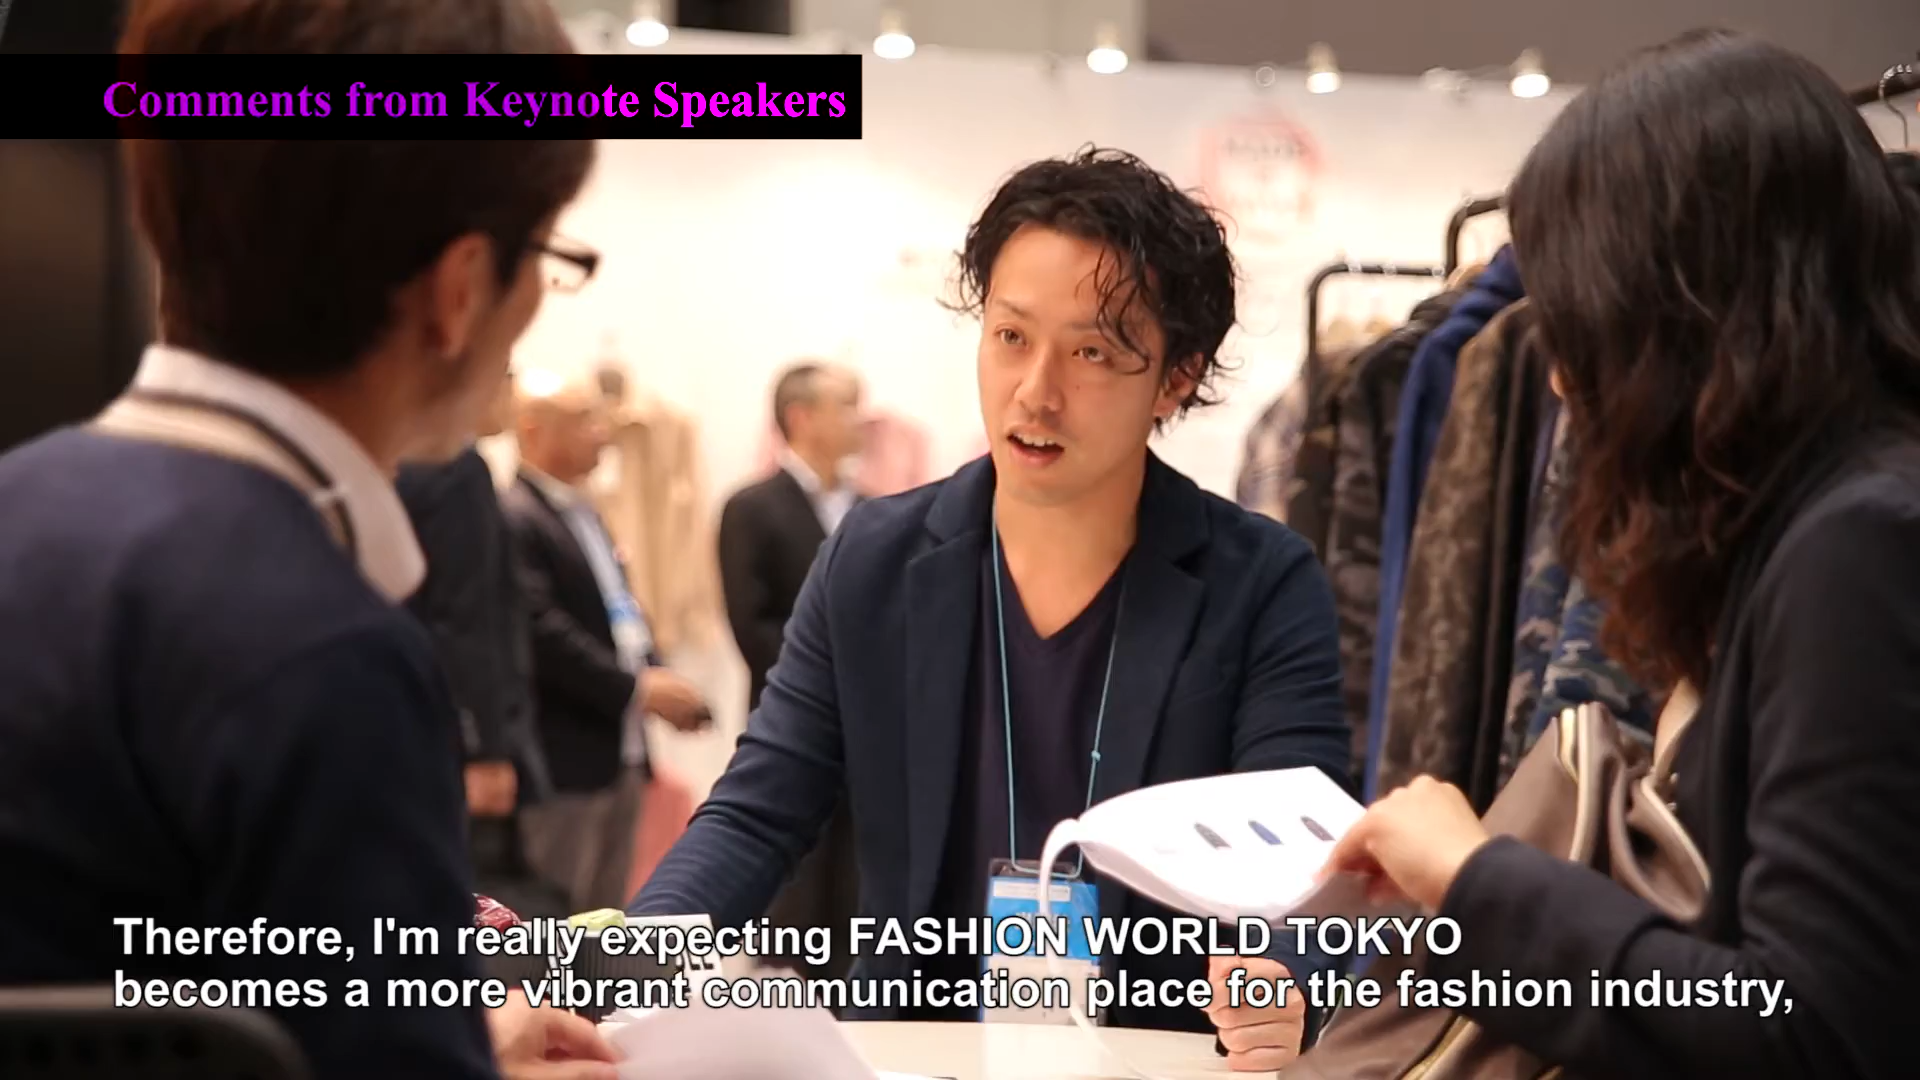 Comments from Keynote Speakers
Therefore, I'm really expecting FASHION WORLD TOKYO
becomes a more vibrant communication place for the fashion industry,